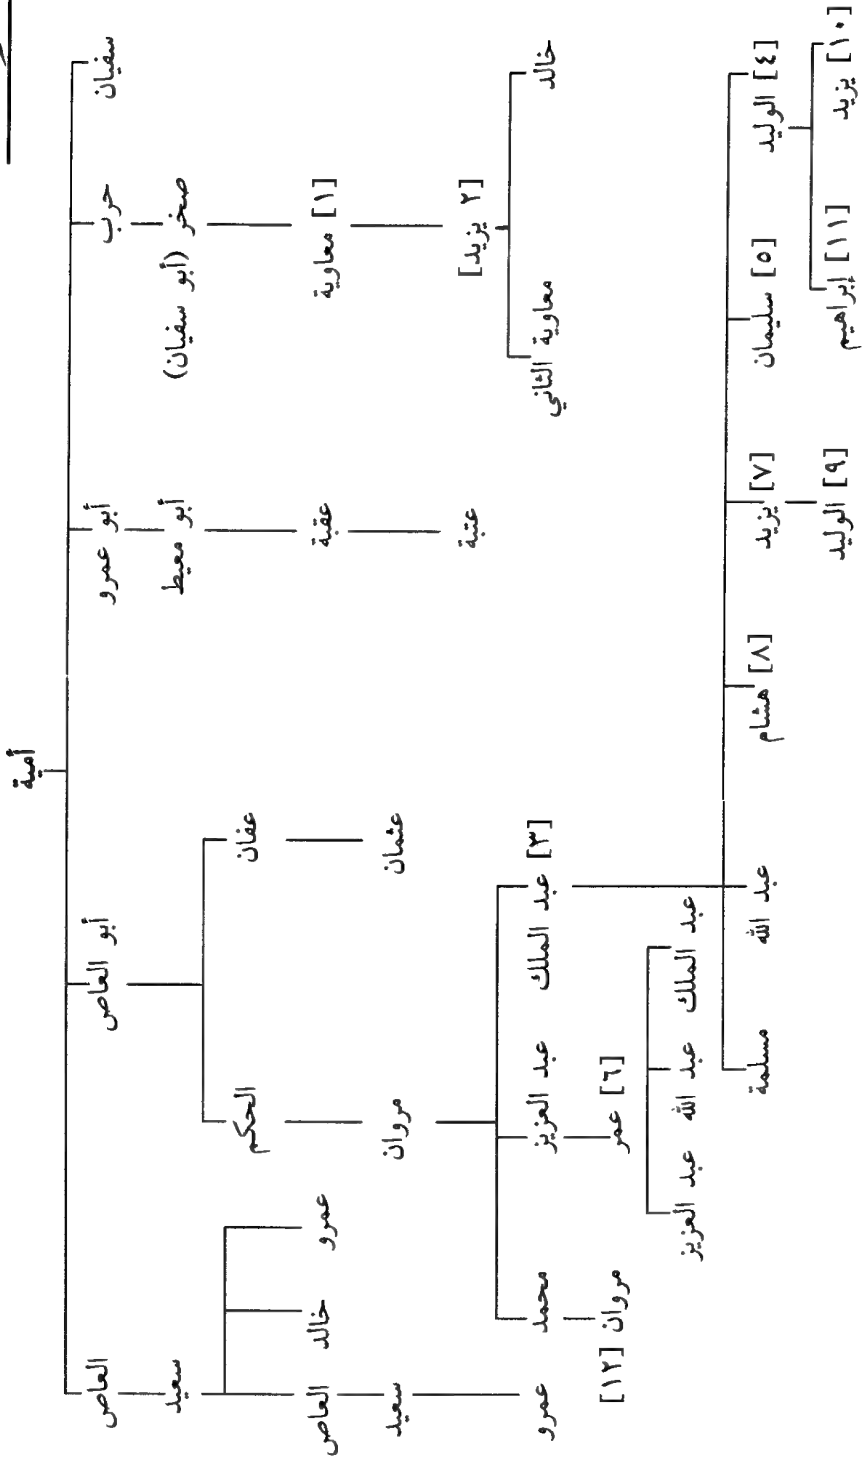 أمية
سفيان حرب أبو عمرو أبو العاص العاص
صخر (أبو سفيان) أبو معيط سعيد
عفان الحكم
[١] معاوية عقبة عمرو خالد العاص
عثمان مروان سعيد
[٢ يزيد] عتبة
خالد معاوية الثاني [٣] عبد الملك عبد العزيز محمد عمرو
[٦] عمر مروان [١٢]
عبد الملك عبد الله عبد العزيز
[٤] الوليد [٥] سليمان [٧] يزيد [٨] هشام عبد الله مسلمة
[١٠] يزيد [١١] إبراهيم [٩] الوليد